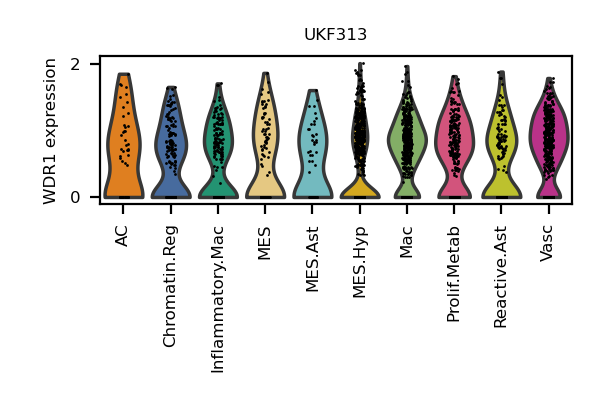 UKF313
WDR1 expression
2
0
AC
Chromatin.Reg
Inflammatory.Mac
MES
MES.Ast
MES.Hyp
Mac
Prolif.Metab
Reactive.Ast
Vasc